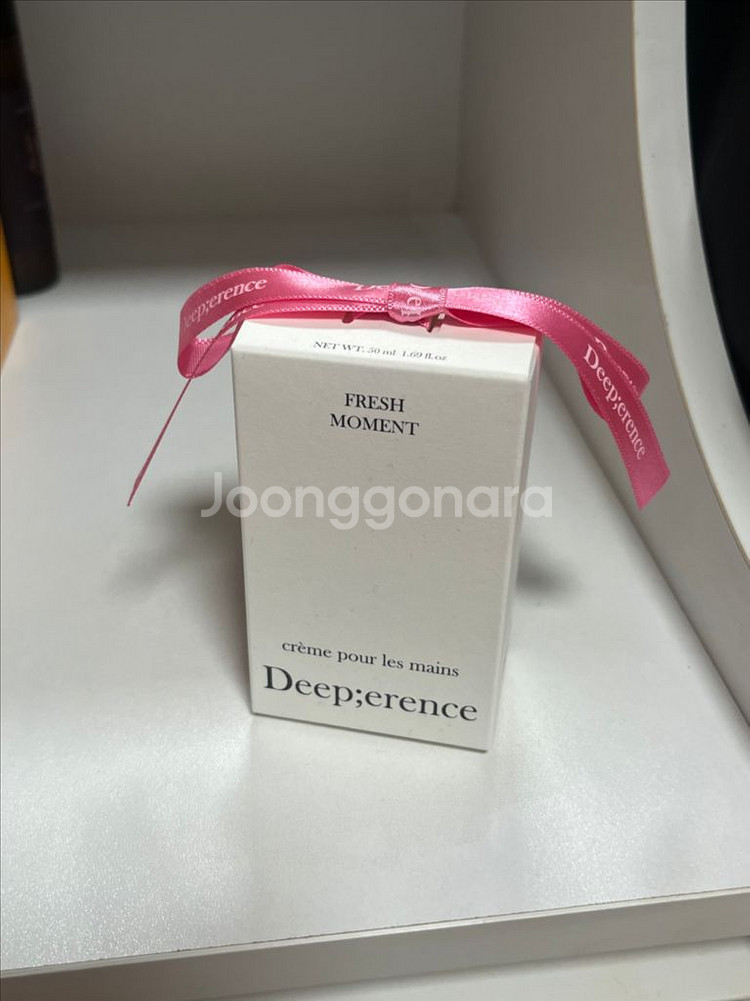 Deep;erence
NET WT. 50 ml 1.69 fl.oz
FRESH
MOMENT
Deep;erence
Joonggonara
crème pour les mains
Deep;erence